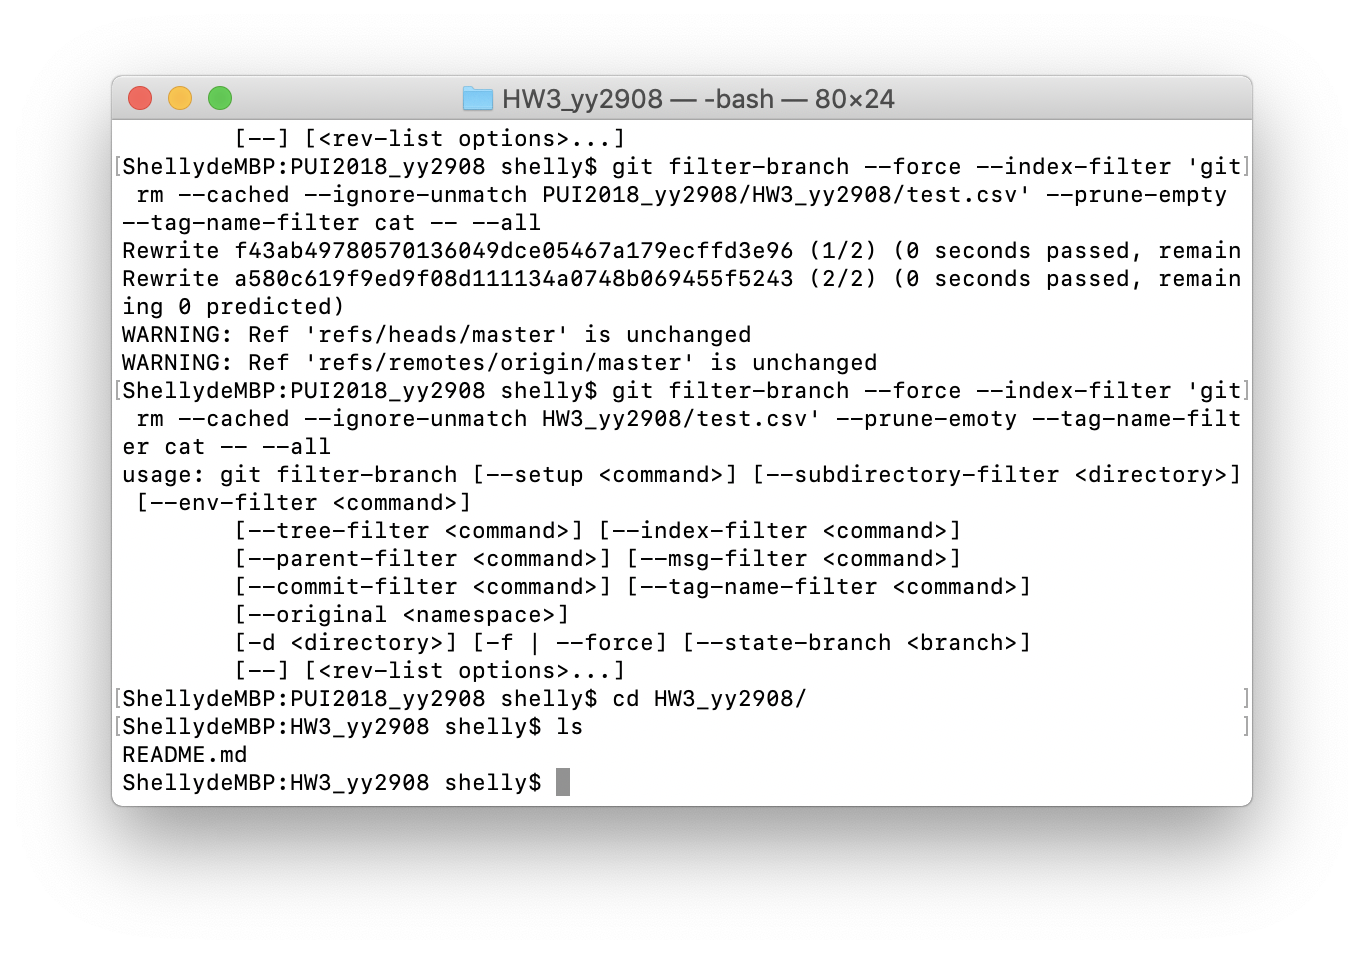 HW3_yy2908 — -bash — 80×24
[--] [<rev-list options>...]
[ShellydeMBP:PUI2018_yy2908 shelly$ git filter-branch --force --index-filter 'git]
rm --cached --ignore-unmatch PUI2018_yy2908/HW3_yy2908/test.csv' --prune-empty
--tag-name-filter cat -- --all
Rewrite f43ab49780570136049dce05467a179ecffd3e96 (1/2) (0 seconds passed, remain
Rewrite a580c619f9ed9f08d111134a0748b069455f5243 (2/2) (0 seconds passed, remain
ing 0 predicted)
WARNING: Ref 'refs/heads/master' is unchanged
WARNING: Ref 'refs/remotes/origin/master' is unchanged
[ShellydeMBP:PUI2018_yy2908 shelly$ git filter-branch --force --index-filter 'git]
rm --cached --ignore-unmatch HW3_yy2908/test.csv' --prune-emoty --tag-name-filt
er cat -- --all
usage: git filter-branch [--setup <command>] [--subdirectory-filter <directory>]
[--env-filter <command>]
[--tree-filter <command>] [--index-filter <command>]
[--parent-filter <command>] [--msg-filter <command>]
[--commit-filter <command>] [--tag-name-filter <command>]
[--original <namespace>]
[-d <directory>] [-f | --force] [--state-branch <branch>]
[--] [<rev-list options>...]
[ShellydeMBP:PUI2018_yy2908 shelly$ cd HW3_yy2908/ ]
[ShellydeMBP:HW3_yy2908 shelly$ ls ]
README.md
ShellydeMBP:HW3_yy2908 shelly$